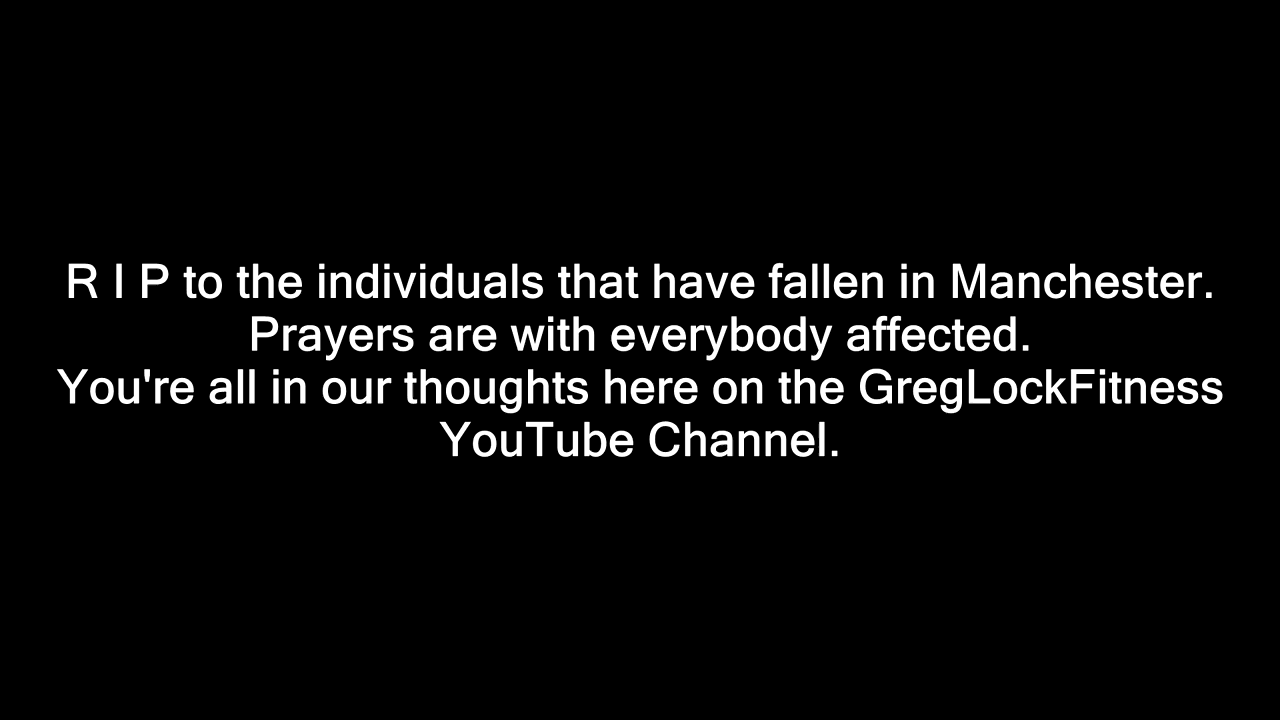 R I P to the individuals that have fallen in Manchester.
Prayers are with everybody affected.
You're all in our thoughts here on the GregLockFitness
YouTube Channel.